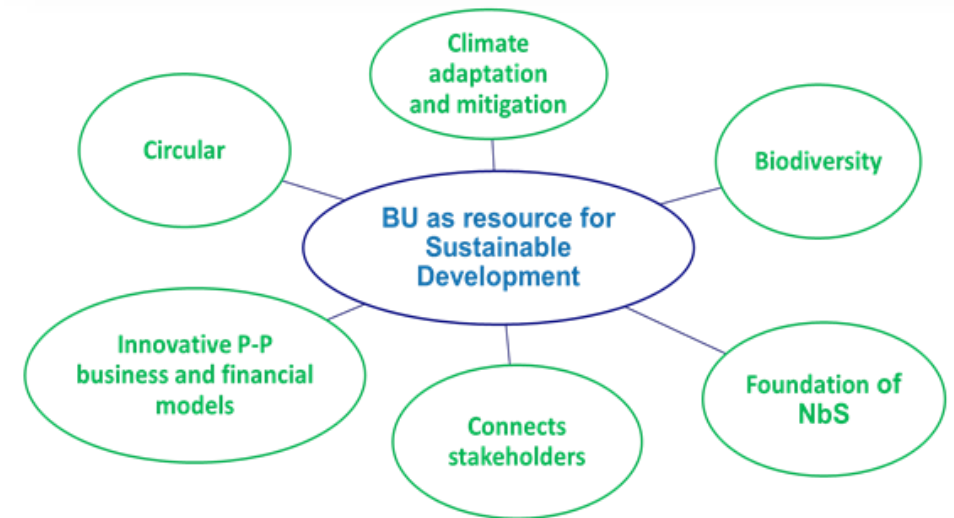 Climate
adaptation
and mitigation
Circular
Biodiversity
BU as resource for
Sustainable
Development
Innovative P-P
business and financial
models
Connects
stakeholders
Foundation of
NbS